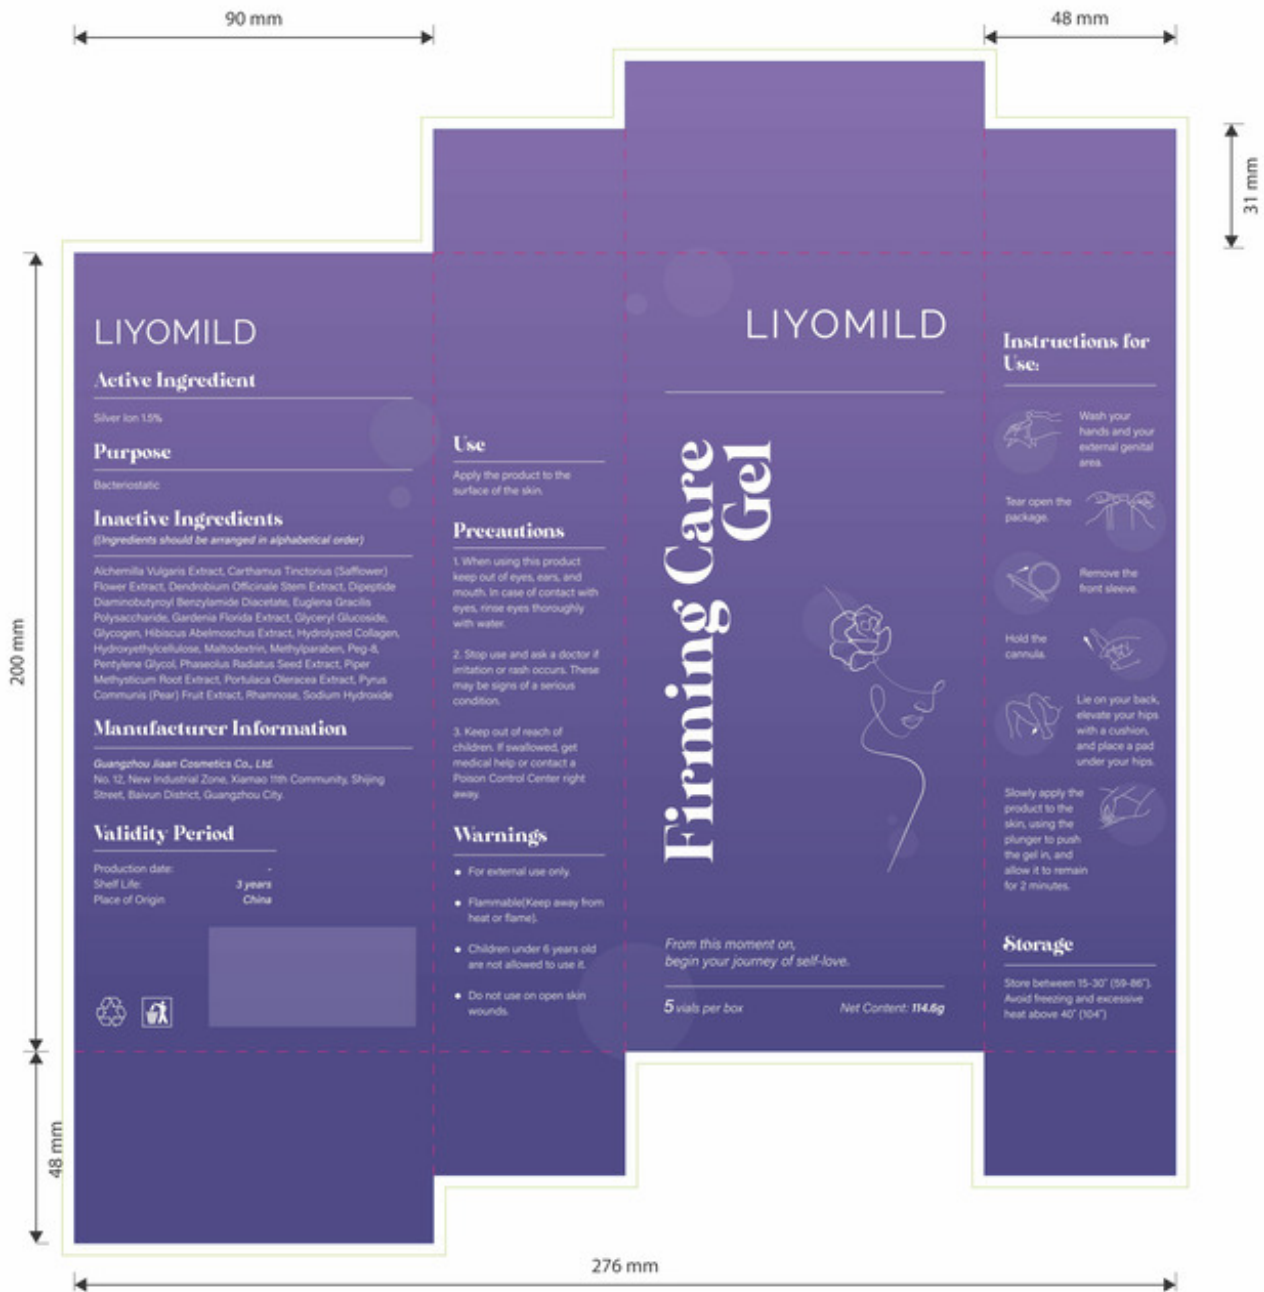 90 mm
48 mm
31 mm
200 mm
48 mm
276 mm
LIYOMILD
Active Ingredient
Silver Ion 1.5%
Purpose
Bacteriostatic
Inactive Ingredients
((Ingredients should be arranged in alphabetical order)
Alchemilla Vulgaris Extract, Carthamus Tinctorius (Safflower)
Flower Extract, Dendrobium Officinale Stem Extract, Dipeptide
Diaminobutyroyl Benzylamide Diacetate, Euglena Gracilis
Polysaccharide, Gardenia Florida Extract, Glyceryl Glucoside,
Glycogen, Hibiscus Abelmoschus Extract, Hydrolyzed Collagen,
Hydroxyethylcellulose, Maltodextrin, Methylparaben, Peg-8,
Pentylene Glycol, Phaseolus Radiatus Seed Extract, Piper
Methysticum Root Extract, Portulaca Oleracea Extract, Pyrus
Communis (Pear) Fruit Extract, Rhamnose, Sodium Hydroxide
Manufacturer Information
Guangzhou Jiaan Cosmetics Co., Ltd.
No. 12, New Industrial Zone, Xiamao 11th Community, Shijing
Street, Baivun District, Guangzhou City.
Validity Period
Production date: -
Shelf Life: 3 years
Place of Origin China
Use
Apply the product to the
surface of the skin.
Precautions
1. When using this product
keep out of eyes, ears, and
mouth. In case of contact with
eyes, rinse eyes thoroughly
with water.
2. Stop use and ask a doctor if
irritation or rash occurs. These
may be signs of a serious
condition.
3. Keep out of reach of
children. If swallowed, get
medical help or contact a
Poison Control Center right
away.
Warnings
• For external use only.
• Flammable(Keep away from
heat or flame).
• Children under 6 years old
are not allowed to use it.
• Do not use on open skin
wounds.
LIYOMILD
Firming Care
Gel
From this moment on,
begin your journey of self-love.
5 vials per box Net Content: 114.6g
Instructions for
Use:
Wash your
hands and your
external genital
area.
Tear open the
package.
Remove the
front sleeve.
Hold the
cannula.
Lie on your back,
elevate your hips
with a cushion,
and place a pad
under your hips.
Slowly apply the
product to the
skin, using the
plunger to push
the gel in, and
allow it to remain
for 2 minutes.
Storage
Store between 15-30° (59-86°).
Avoid freezing and excessive
heat above 40° (104°)